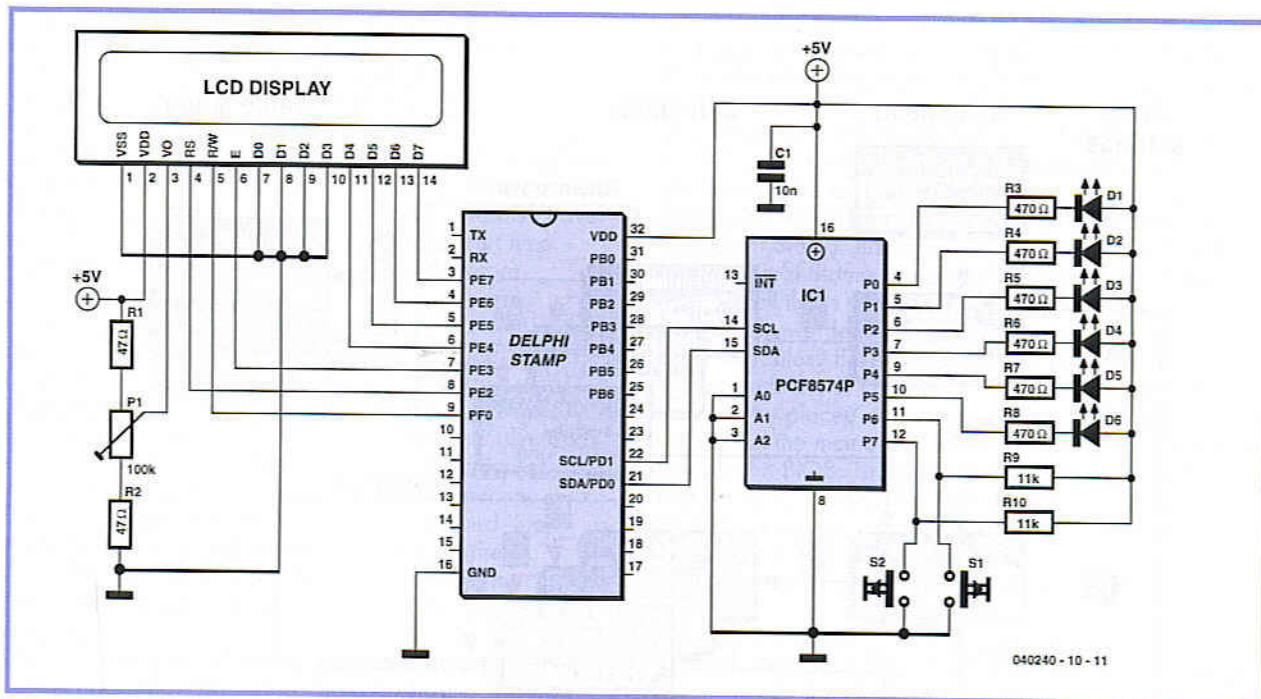 +5V
LCD DISPLAY
VSS VDD VO RS R/W E D0 D1 D2 D3 D4 D5 D6 D7
1 2 3 4 5 6 7 8 9 10 11 12 13 14
+5V
R1
47Ω
P1
100k
R2
47Ω
1 TX
2 RX
3 PE7
4 PE6
5 PE5
6 PE4
7 PE3
8 PE2
9 PF0
10
11
12
13
14
15
16 GND
DELPHI
STAMP
VDD 32
PB0 31
PB1 30
PB2 29
PB3 28
PB4 27
PB5 26
PB6 25
24
23
SCL/PD1 22
SDA/PD0 21
20
19
18
17
C1
10n
16
13 INT
IC1
14 SCL
15 SDA
PCF8574P
1 A0
2 A1
3 A2
8
P0 4
P1 5
P2 6
P3 7
P4 9
P5 10
P6 11
P7 12
R3
470Ω
D1
R4
470Ω
D2
R5
470Ω
D3
R6
470Ω
D4
R7
470Ω
D5
R8
470Ω
D6
R9
11k
R10
11k
S2
S1
040240 - 10 - 11